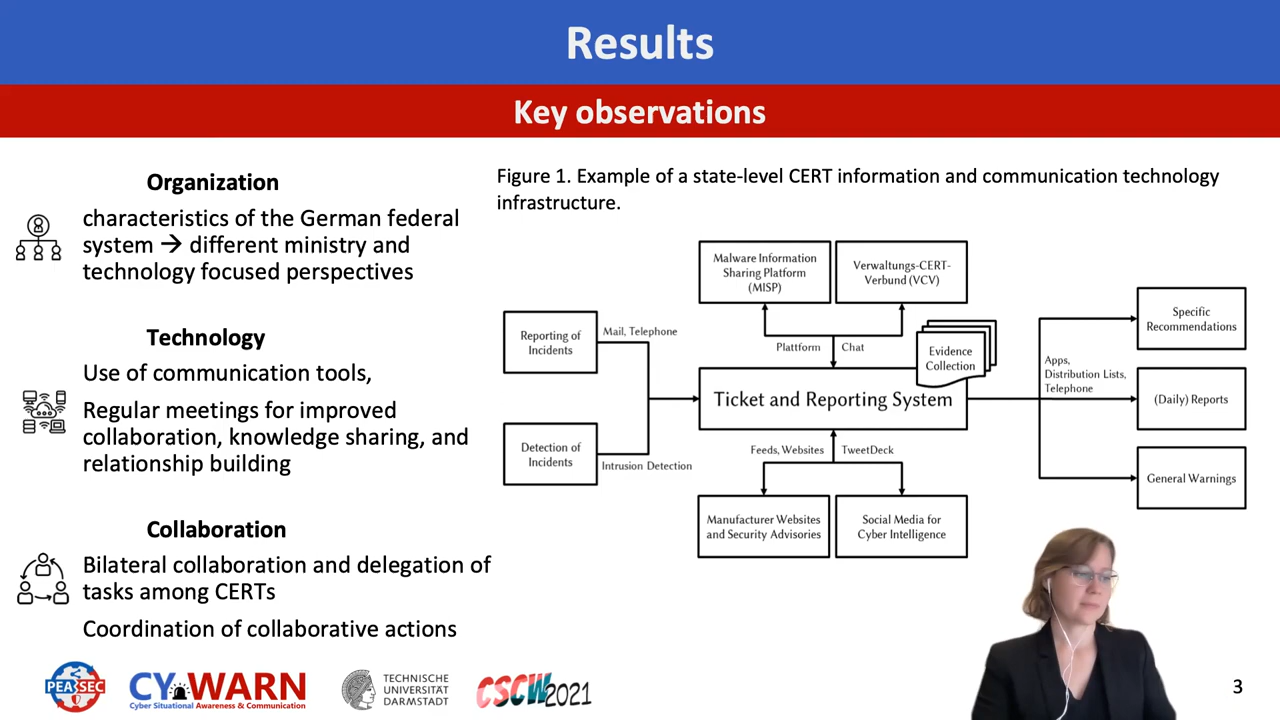 Results
Key observations
Organization
characteristics of the German federal
system → different ministry and
technology focused perspectives
Technology
Use of communication tools,
Regular meetings for improved
collaboration, knowledge sharing, and
relationship building
Collaboration
Bilateral collaboration and delegation of
tasks among CERTs
Coordination of collaborative actions
Figure 1. Example of a state-level CERT information and communication technology
infrastructure.
Malware Information
Sharing Platform
(MISP)
Verwaltungs-CERT-
Verbund (VCV)
Reporting of
Incidents
Mail, Telephone
Plattform
Chat
Evidence
Collection
Ticket and Reporting System
Detection of
Incidents
Intrusion Detection
Feeds, Websites
TweetDeck
Manufacturer Websites
and Security Advisories
Social Media for
Cyber Intelligence
Apps,
Distribution Lists,
Telephone
Specific
Recommendations
(Daily) Reports
General Warnings
PEASEC
CYWARN
Cyber Situational Awareness & Communication
TECHNISCHE
UNIVERSITÄT
DARMSTADT
CSCW2021
3